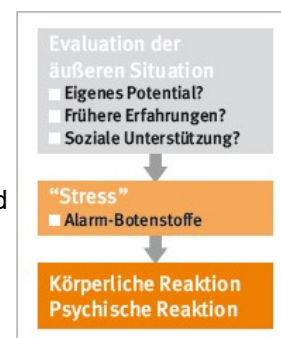 Evaluation der
äußeren Situation
Eigenes Potential?
Frühere Erfahrungen?
Soziale Unterstützung?
d
"Stress"
Alarm-Botenstoffe
Körperliche Reaktion
Psychische Reaktion